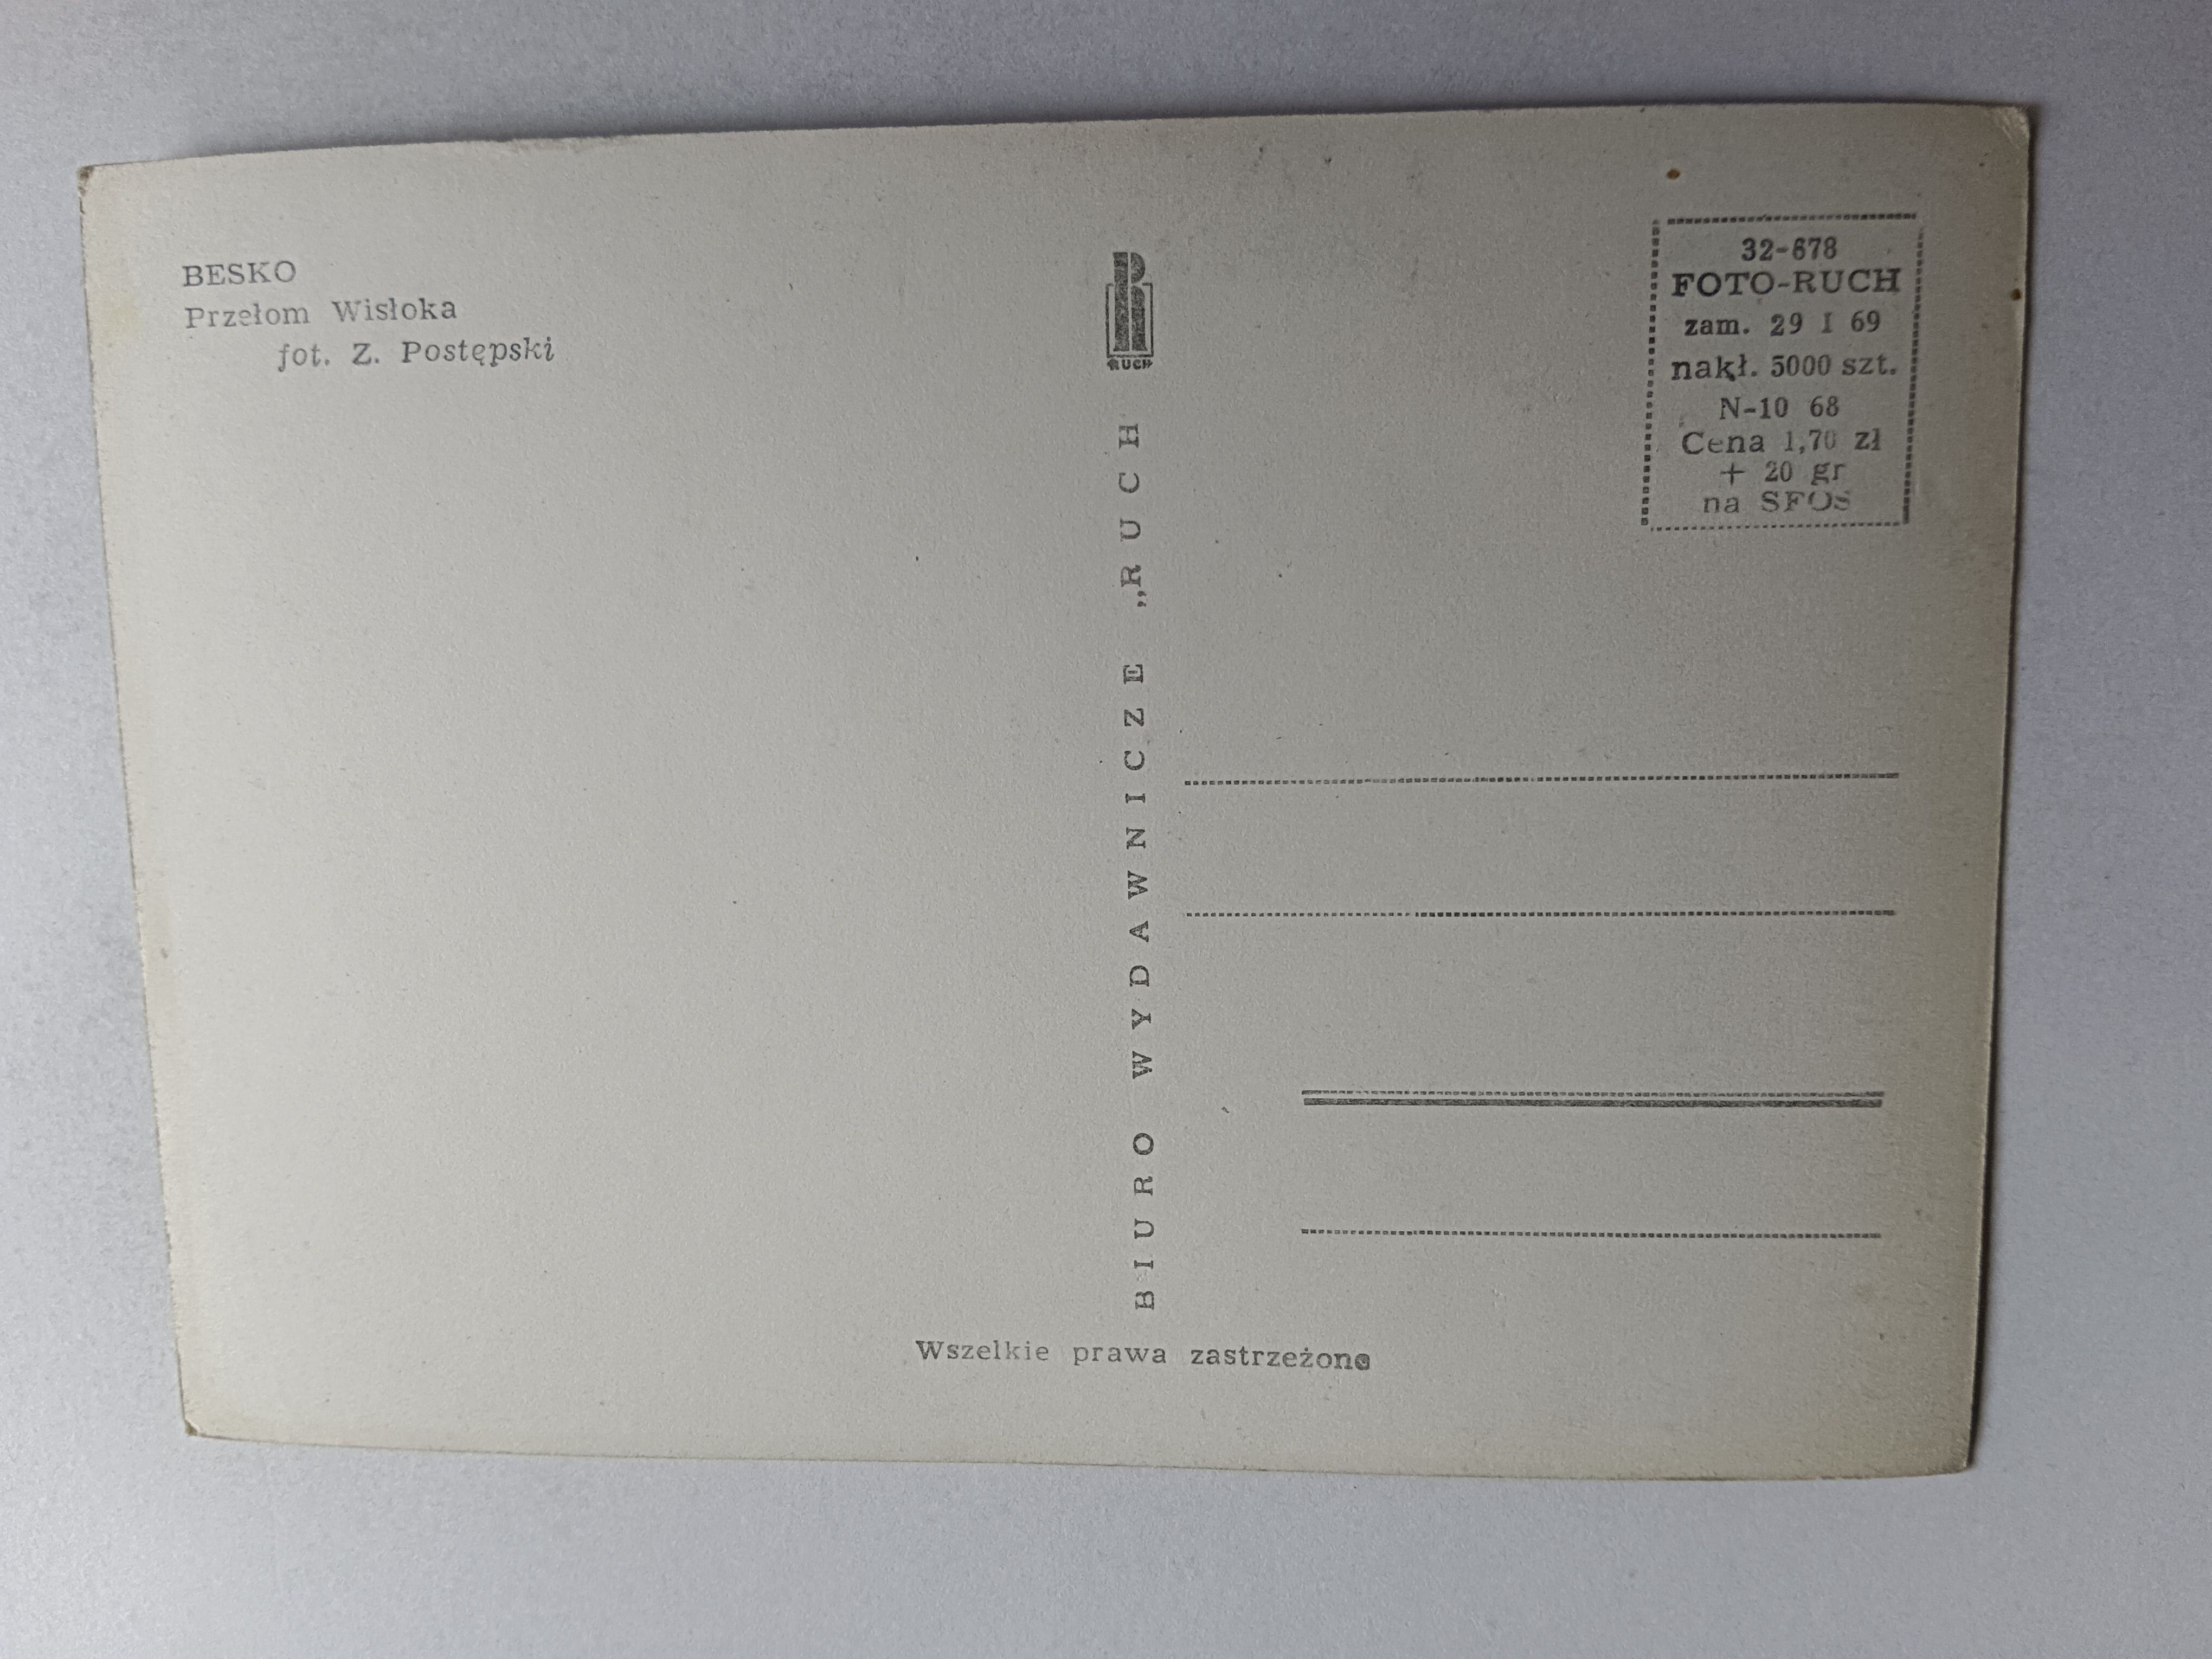 BESKO
Przełom Wisłoka
fot. Z. Postępski
RUCH
BIURO WYDAWNICZE „RUCH
32-678
FOTO-RUCH
zam. 29 I 69
nakł. 5000 szt.
N-10 68
Cena 1,70 zł
+ 20 gr
na SFOS
Wszelkie prawa zastrzeżone